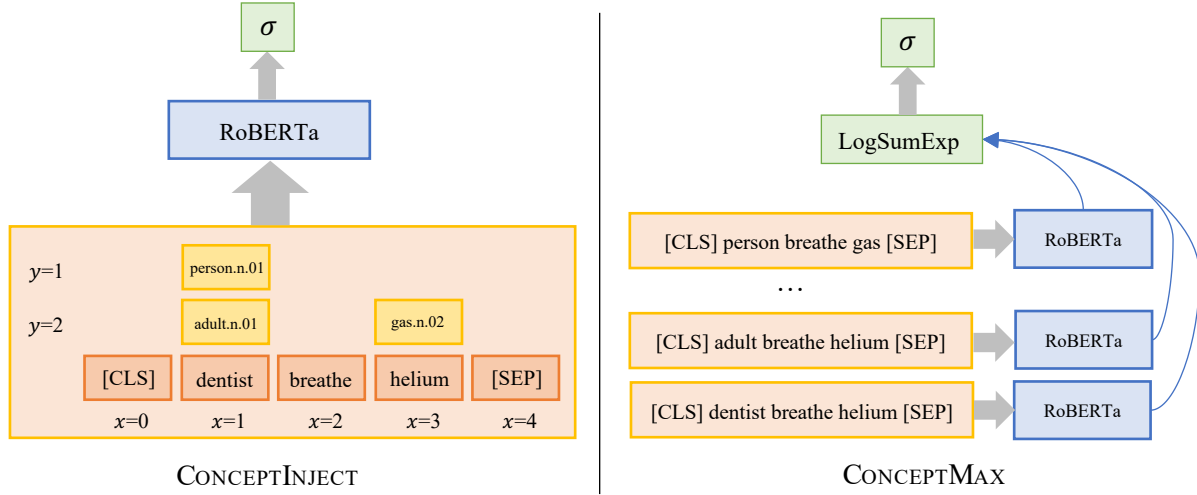 σ
RoBERTa
y=1
person.n.01
y=2
adult.n.01
gas.n.02
[CLS]
dentist
breathe
helium
[SEP]
x=0
x=1
x=2
x=3
x=4
CONCEPTINJECT
σ
LogSumExp
[CLS] person breathe gas [SEP]
RoBERTa
...
[CLS] adult breathe helium [SEP]
RoBERTa
[CLS] dentist breathe helium [SEP]
RoBERTa
CONCEPTMAX